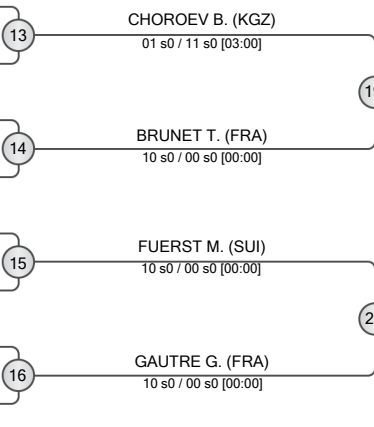 13
CHOROEV B. (KGZ)
01 s0 / 11 s0 [03:00]
14
BRUNET T. (FRA)
10 s0 / 00 s0 [00:00]
15
FUERST M. (SUI)
10 s0 / 00 s0 [00:00]
16
GAUTRE G. (FRA)
10 s0 / 00 s0 [00:00]